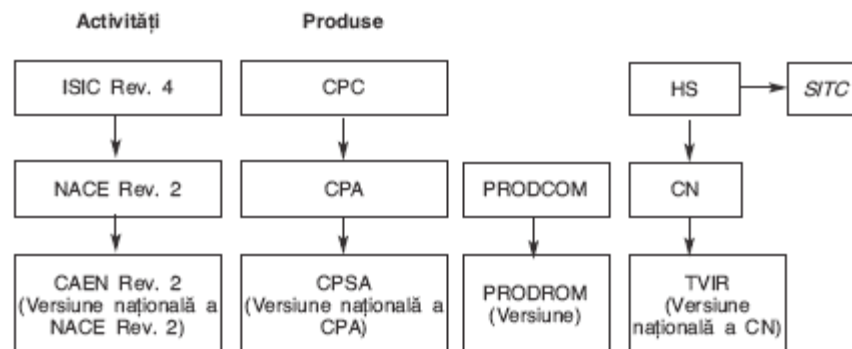 Activități Produse
ISIC Rev. 4 CPC HS SITC
NACE Rev. 2 CPA PRODCOM CN
CAEN Rev. 2
(Versiune națională a
NACE Rev. 2)
CPSA
(Versiune națională a
CPA)
PRODROM
(Versiune)
TVIR
(Versiune
națională a CN)